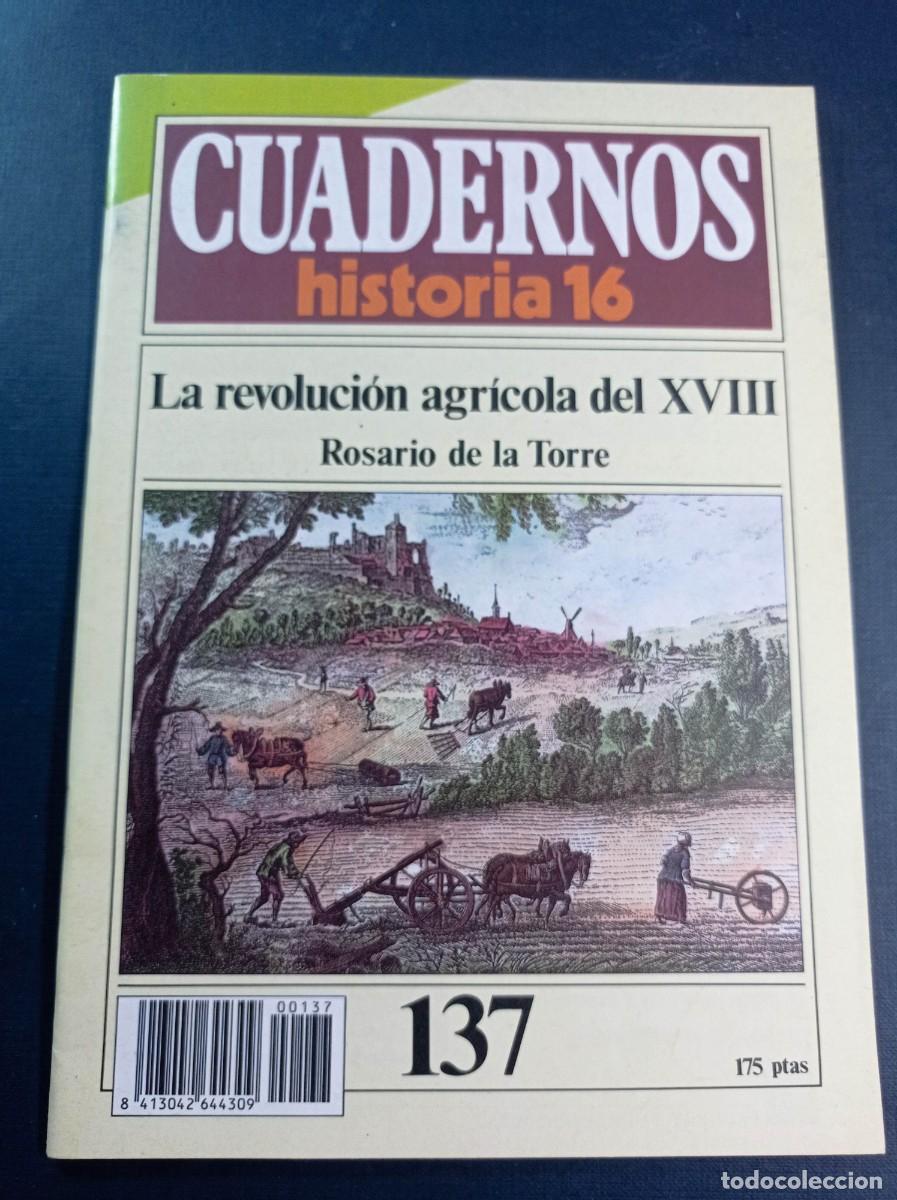 CUADERNOS
historia 16
La revolución agrícola del XVIII
Rosario de la Torre
00137
8 413042 644309
137
175 ptas
todocoleccion